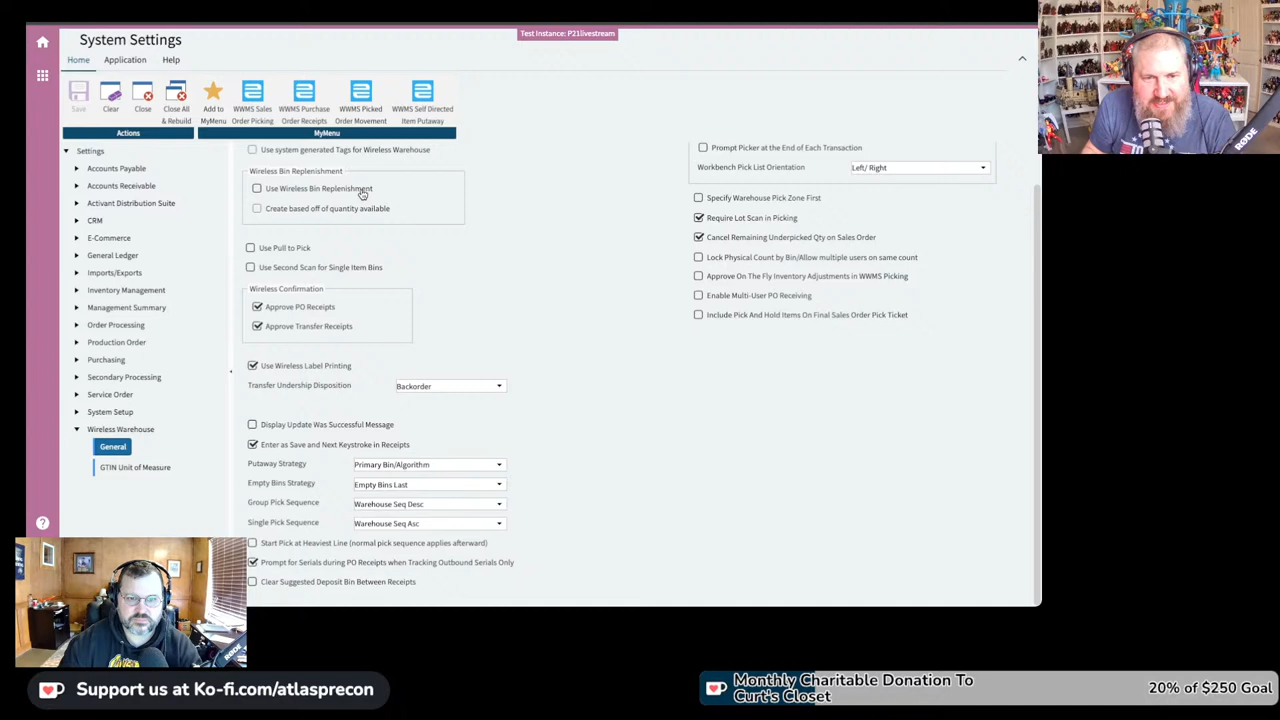 Test Instance: P21livestream
System Settings
Home
Application
Help
Save
Clear
Close
Close All
& Rebuild
Add to
MyMenu
WWMS Sales
Order Picking
WWMS Purchase
Order Receipts
WWMS Picked
Order Movement
WWMS Self Directed
Item Putaway
Actions
MyMenu
Settings
Accounts Payable
Accounts Receivable
Activant Distribution Suite
CRM
E-Commerce
General Ledger
Imports/Exports
Inventory Management
Management Summary
Order Processing
Production Order
Purchasing
Secondary Processing
Service Order
System Setup
Wireless Warehouse
General
GTIN Unit of Measure
Use system generated Tags for Wireless Warehouse
Wireless Bin Replenishment
Use Wireless Bin Replenishment
Create based off of quantity available
Use Pull to Pick
Use Second Scan for Single Item Bins
Wireless Confirmation
Approve PO Receipts
Approve Transfer Receipts
Use Wireless Label Printing
Transfer Undership Disposition
Backorder
Display Update Was Successful Message
Enter as Save and Next Keystroke in Receipts
Putaway Strategy
Primary Bin/Algorithm
Empty Bins Strategy
Empty Bins Last
Group Pick Sequence
Warehouse Seq Desc
Single Pick Sequence
Warehouse Seq Asc
Start Pick at Heaviest Line (normal pick sequence applies afterward)
Prompt for Serials during PO Receipts when Tracking Outbound Serials Only
Clear Suggested Deposit Bin Between Receipts
Prompt Picker at the End of Each Transaction
Workbench Pick List Orientation
Left/ Right
Specify Warehouse Pick Zone First
Require Lot Scan in Picking
Cancel Remaining Underpicked Qty on Sales Order
Lock Physical Count by Bin/Allow multiple users on same count
Approve On The Fly Inventory Adjustments in WWMS Picking
Enable Multi-User PO Receiving
Include Pick And Hold Items On Final Sales Order Pick Ticket
RØDE
RØDE
Support us at Ko-fi.com/atlasprecon
Monthly Charitable Donation To
Curt's Closet
20% of $250 Goal